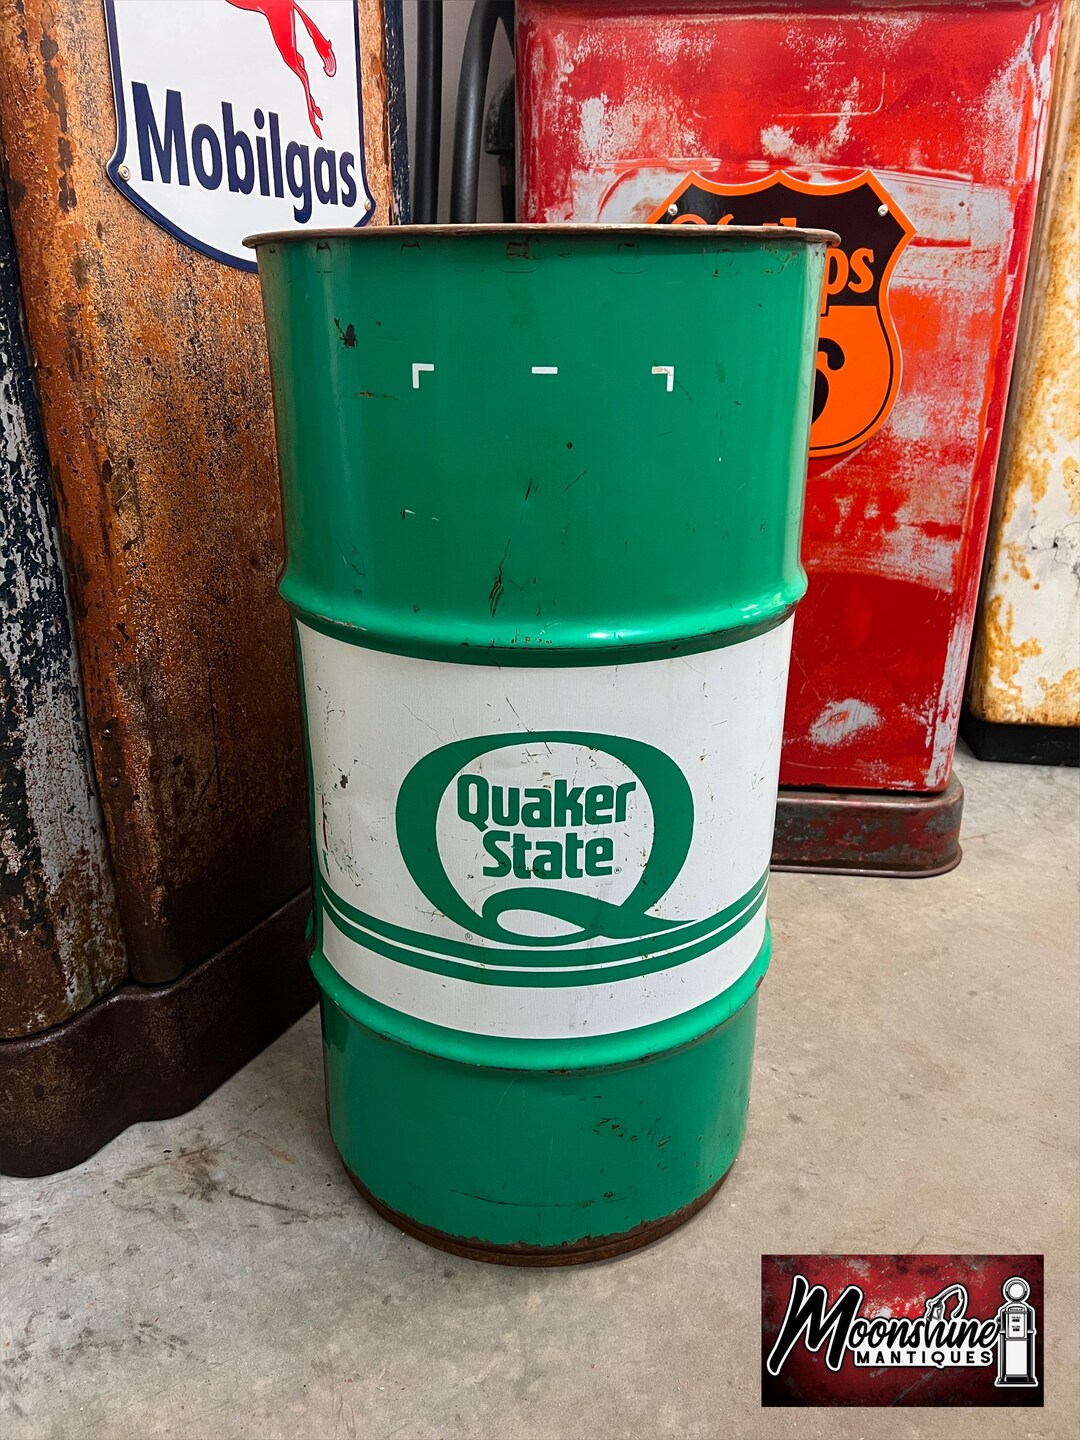 Mobilgas
Quaker
State
®
®
Moonshine
MANTIQUES